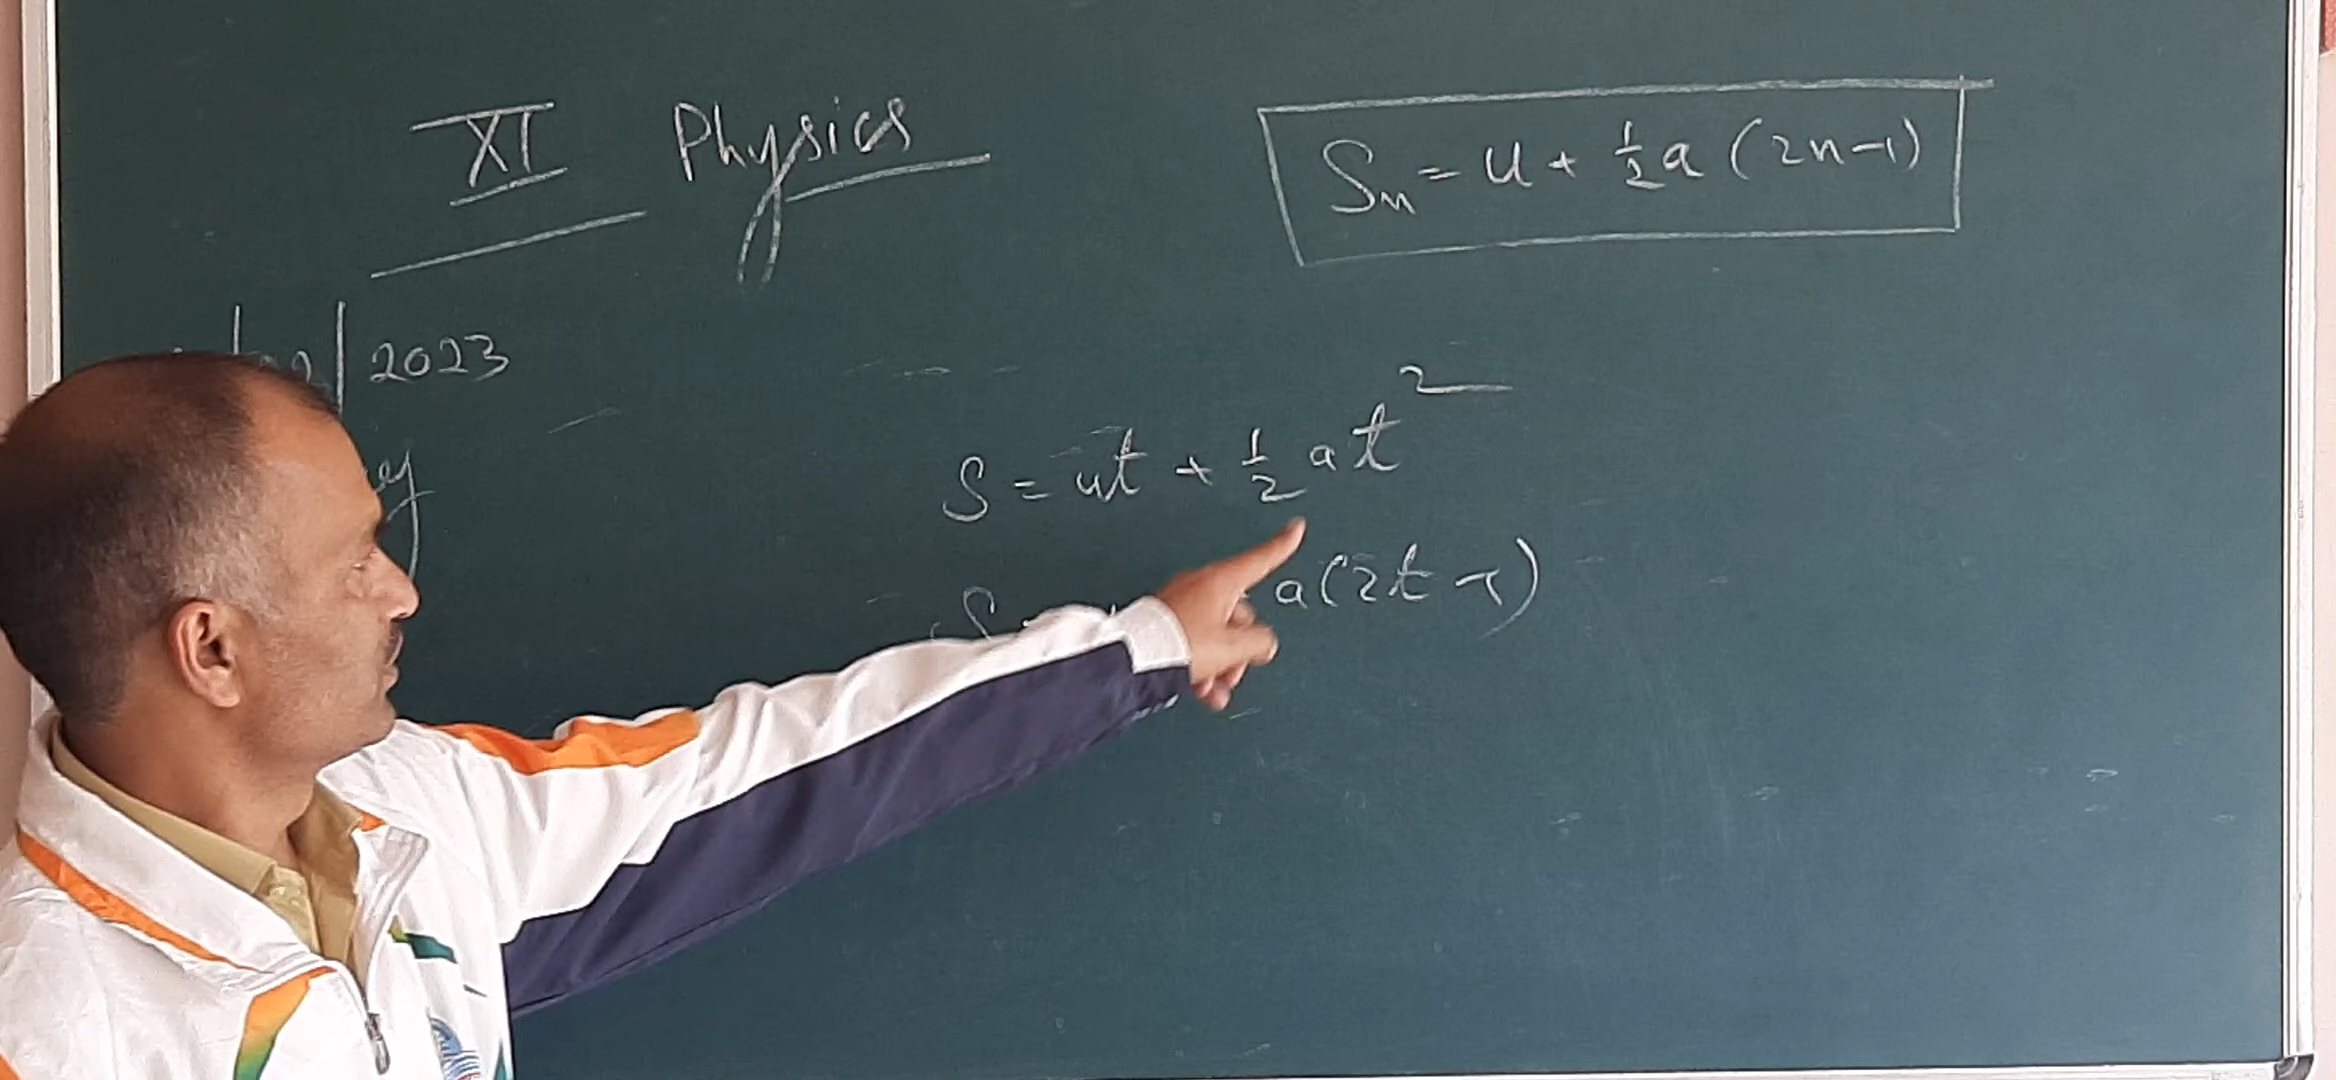 XI Physics
Sn = u + 1/2 a (2n-1)
2023
S = ut + 1/2 at²
a(2t-1)